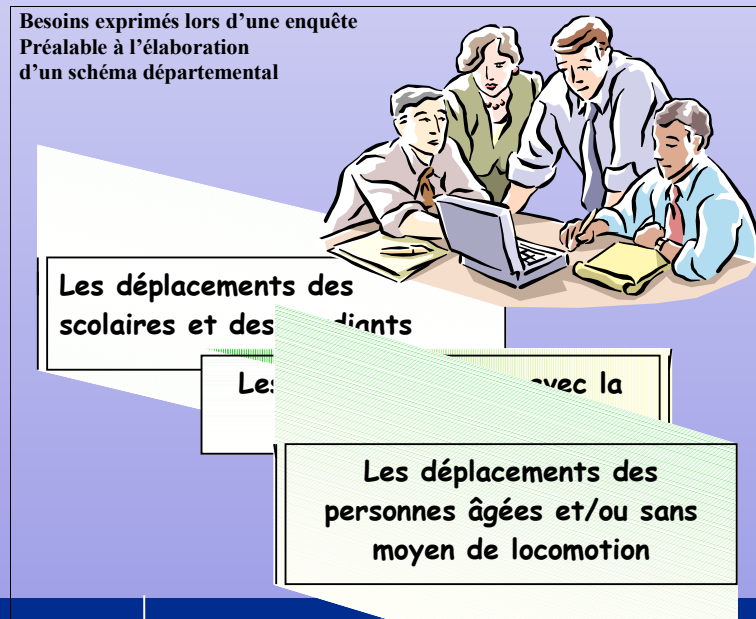 Besoins exprimés lors d’une enquête
Préalable à l’élaboration
d’un schéma départemental
Les déplacements des
scolaires et des
avec la
Les déplacements des
personnes âgées et/ou sans
moyen de locomotion